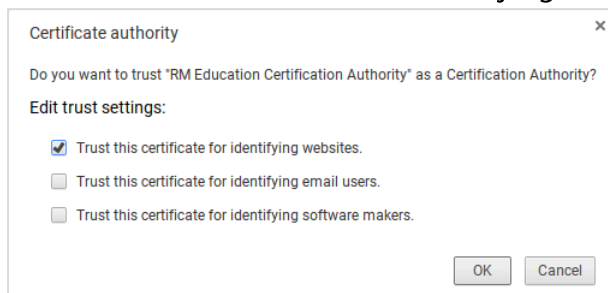 Certificate authority
Do you want to trust "RM Education Certification Authority" as a Certification Authority?
Edit trust settings:
Trust this certificate for identifying websites.
Trust this certificate for identifying email users.
Trust this certificate for identifying software makers.
OK Cancel